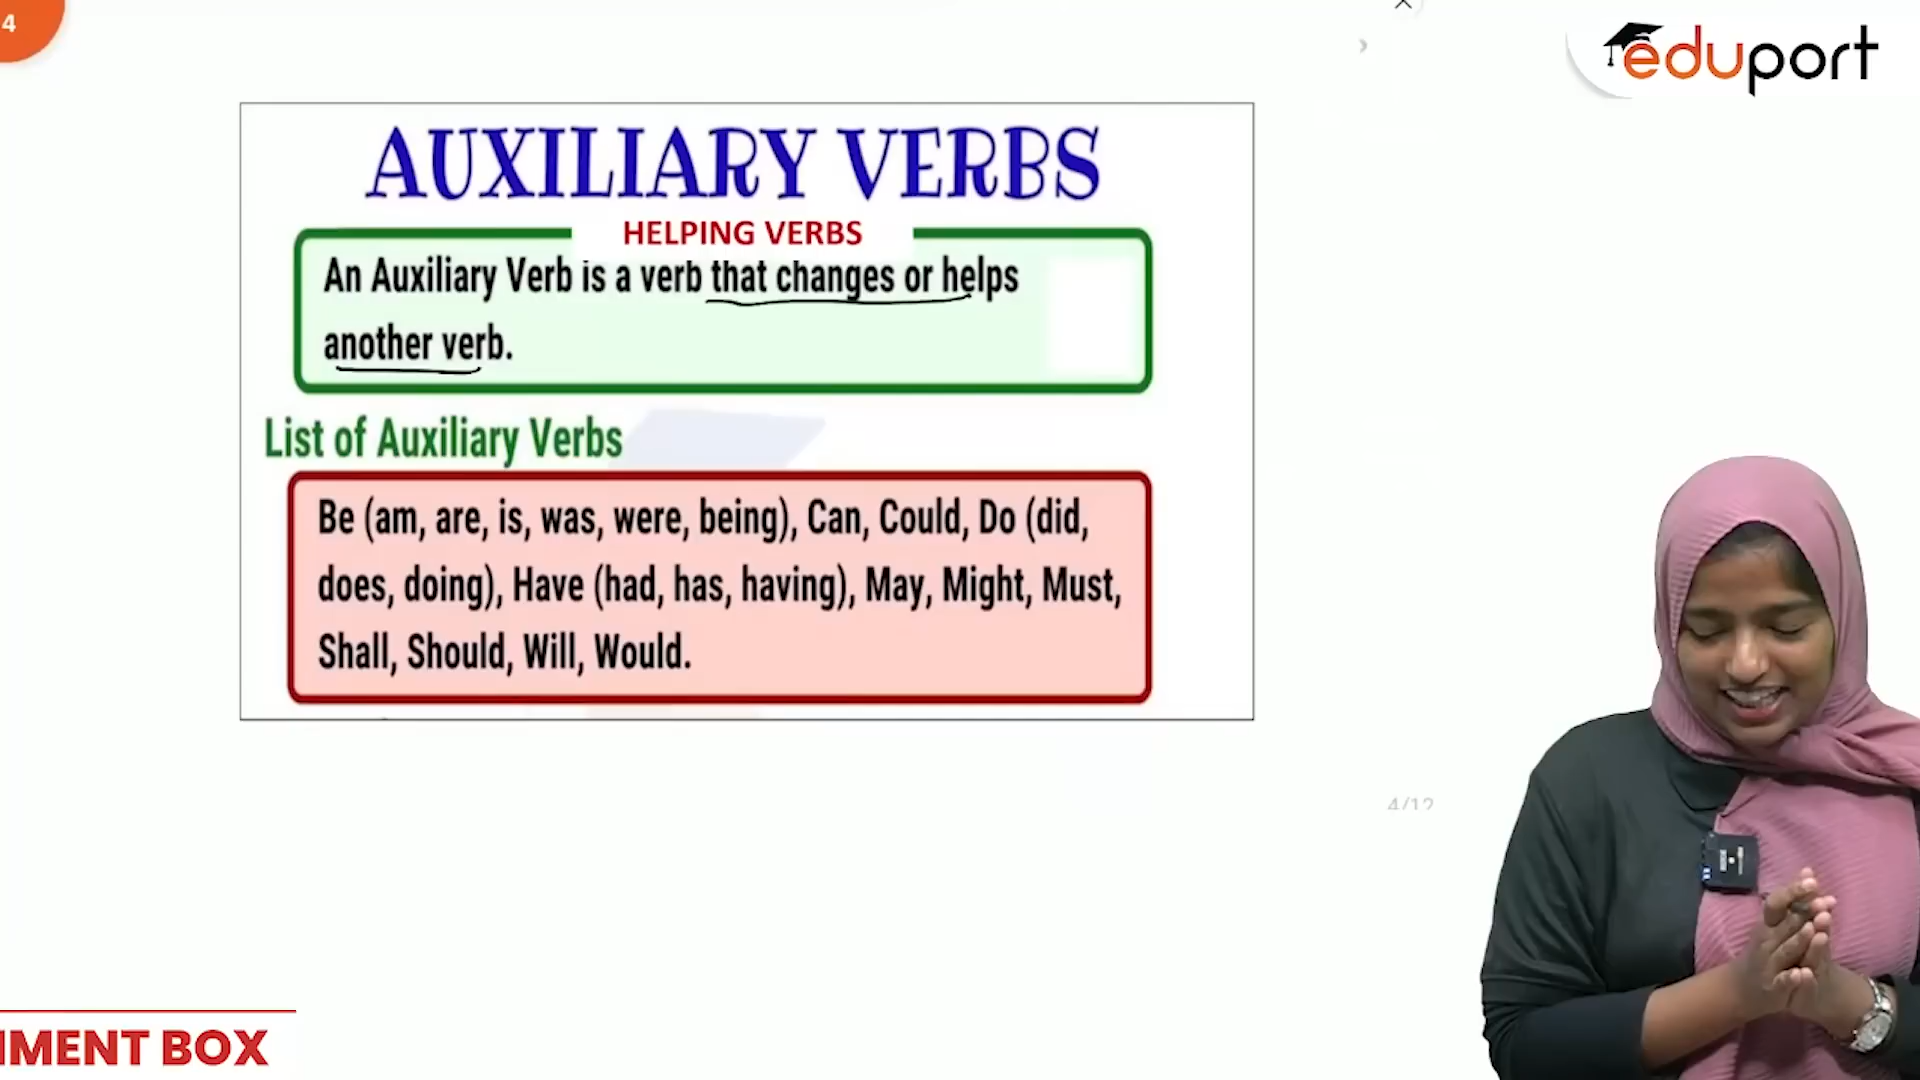 4
eduport
AUXILIARY VERBS
HELPING VERBS
An Auxiliary Verb is a verb that changes or helps
another verb.
List of Auxiliary Verbs
Be (am, are, is, was, were, being), Can, Could, Do (did,
does, doing), Have (had, has, having), May, Might, Must,
Shall, Should, Will, Would.
4/12
MENT BOX